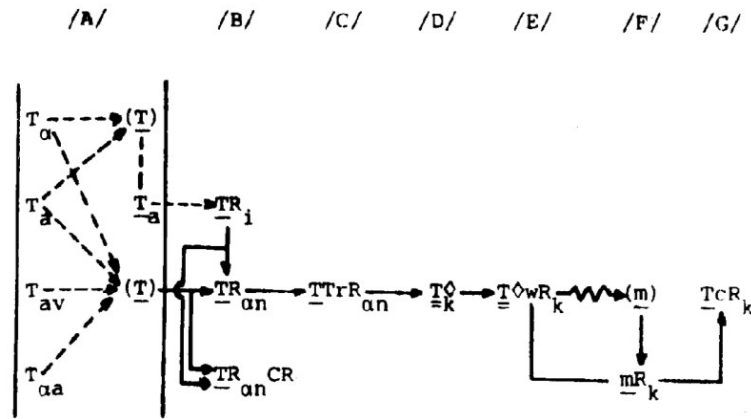 /A/ /B/ /C/ /D/ /E/ /F/ /G/
Tα (T)
Ta Ta TRi
Tav (T) TRαn TTrRαn T◊k T◊wRk (m) TcRk
Tαa TRαnCR mRk